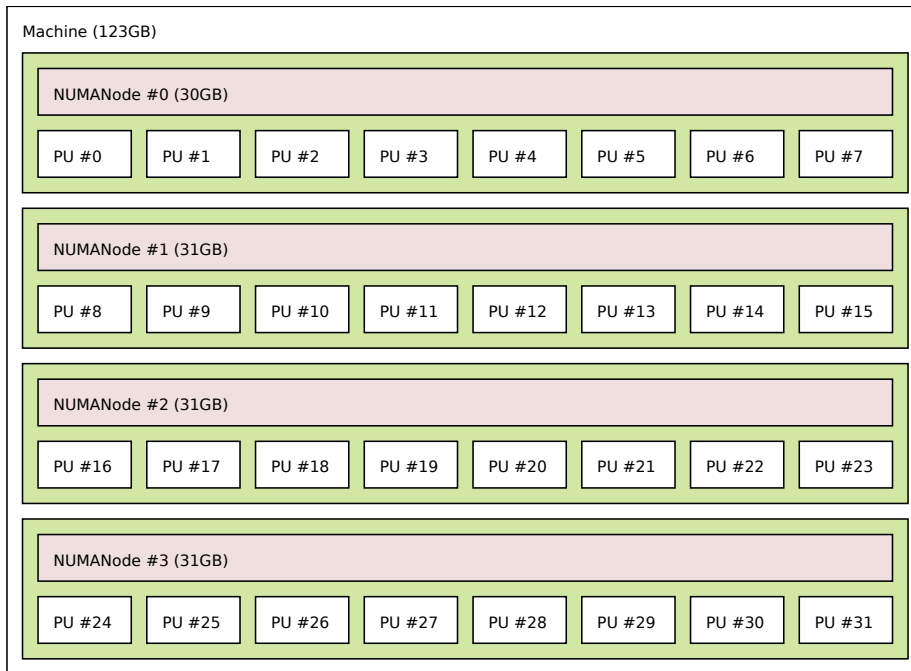 Machine (123GB)
NUMANode #0 (30GB)
PU #0 PU #1 PU #2 PU #3 PU #4 PU #5 PU #6 PU #7
NUMANode #1 (31GB)
PU #8 PU #9 PU #10 PU #11 PU #12 PU #13 PU #14 PU #15
NUMANode #2 (31GB)
PU #16 PU #17 PU #18 PU #19 PU #20 PU #21 PU #22 PU #23
NUMANode #3 (31GB)
PU #24 PU #25 PU #26 PU #27 PU #28 PU #29 PU #30 PU #31